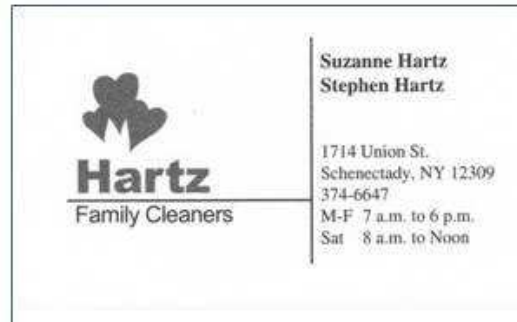 Hartz
Family Cleaners
Suzanne Hartz
Stephen Hartz
1714 Union St.
Schenectady, NY 12309
374-6647
M-F 7 a.m. to 6 p.m.
Sat 8 a.m. to Noon